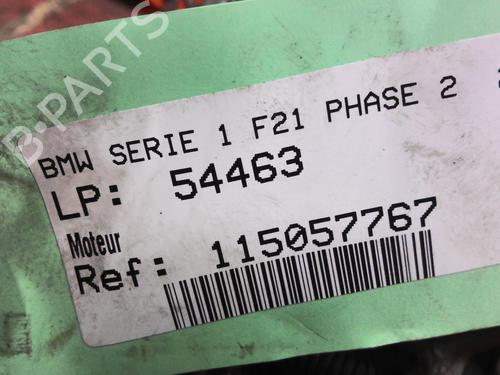 B-PARTS
BMW SERIE 1 F21 PHASE 2
LP: 54463
Moteur
Ref: 115057767